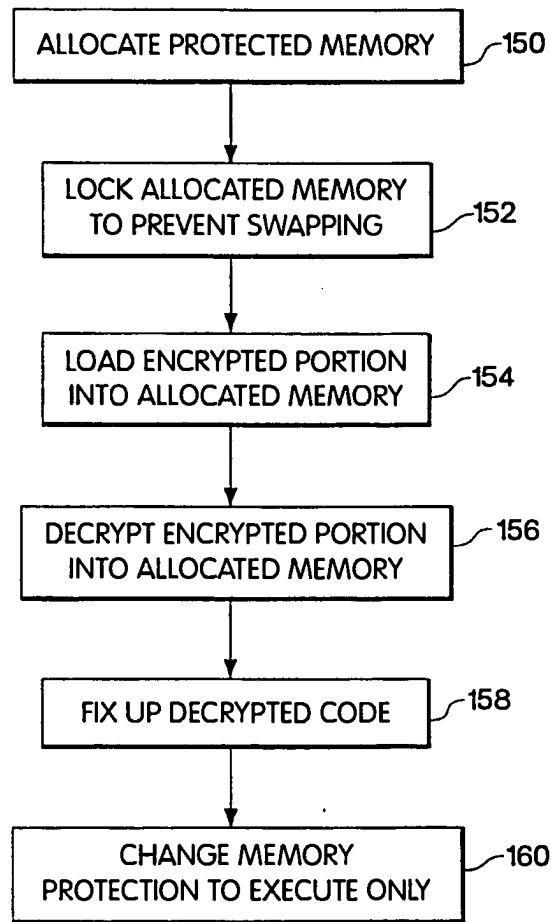 ALLOCATE PROTECTED MEMORY
150
LOCK ALLOCATED MEMORY
TO PREVENT SWAPPING
152
LOAD ENCRYPTED PORTION
INTO ALLOCATED MEMORY
154
DECRYPT ENCRYPTED PORTION
INTO ALLOCATED MEMORY
156
FIX UP DECRYPTED CODE
158
CHANGE MEMORY
PROTECTION TO EXECUTE ONLY
160